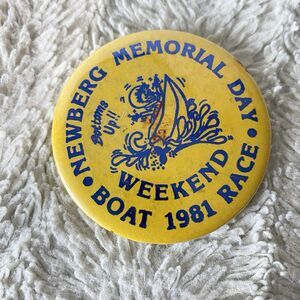 NEWBERG MEMORIAL DAY
Bottoms
Up!!
WEEKEND
BOAT 1981 RACE